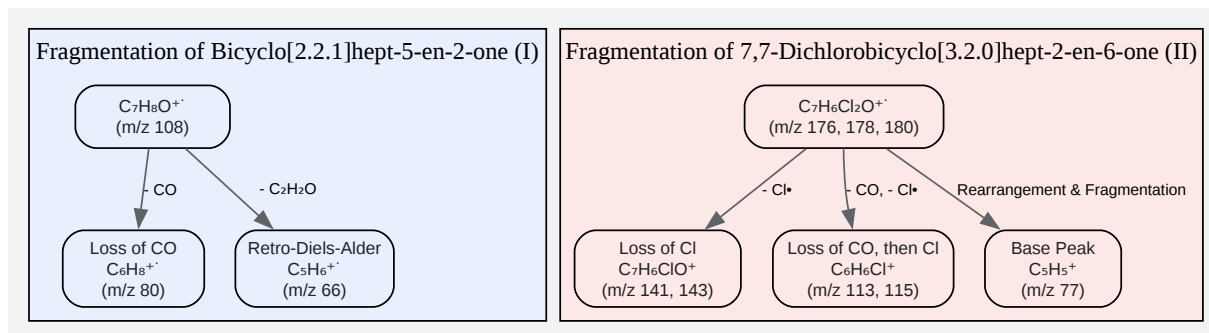 Fragmentation of Bicyclo[2.2.1]hept-5-en-2-one (I)
C₇H₈O⁺˙
(m/z 108)
- CO
- C₂H₂O
Loss of CO
C₆H₈⁺˙
(m/z 80)
Retro-Diels-Alder
C₅H₆⁺˙
(m/z 66)
Fragmentation of 7,7-Dichlorobicyclo[3.2.0]hept-2-en-6-one (II)
C₇H₆Cl₂O⁺˙
(m/z 176, 178, 180)
- Cl•
- CO, - Cl•
Rearrangement & Fragmentation
Loss of Cl
C₇H₆ClO⁺
(m/z 141, 143)
Loss of CO, then Cl
C₆H₆Cl⁺
(m/z 113, 115)
Base Peak
C₅H₅⁺
(m/z 77)